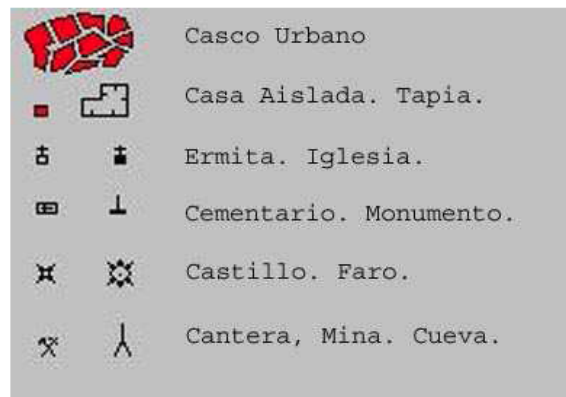 Casco Urbano
Casa Aislada. Tapia.
Ermita. Iglesia.
Cementario. Monumento.
Castillo. Faro.
Cantera, Mina. Cueva.